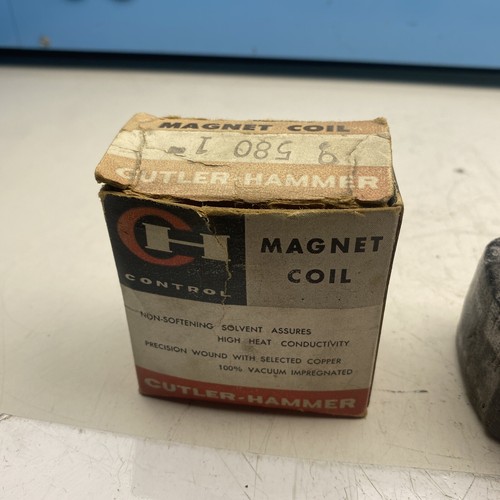 MAGNET COIL
9 580 1
CUTLER-HAMMER
CH
CONTROL
MAGNET
COIL
NON-SOFTENING SOLVENT ASSURES
HIGH HEAT CONDUCTIVITY
PRECISION WOUND WITH SELECTED COPPER
100% VACUUM IMPREGNATED
CUTLER-HAMMER